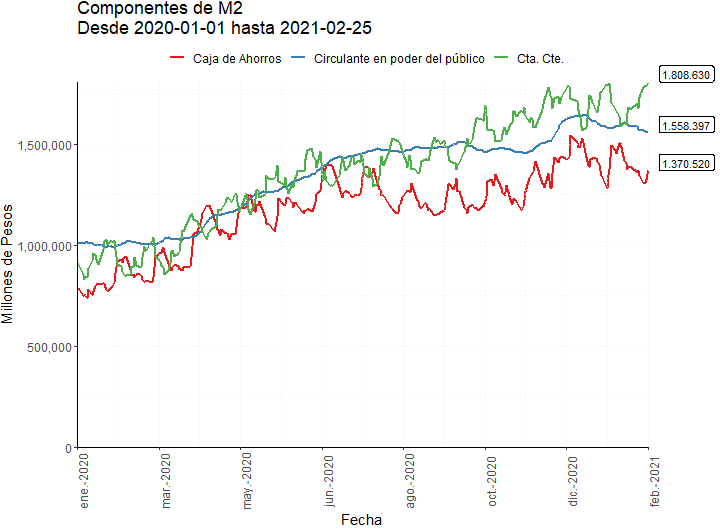 Componentes de M2
Desde 2020-01-01 hasta 2021-02-25
Caja de Ahorros Circulante en poder del público Cta. Cte.
1.808.630
1.558.397
1.370.520
1,500,000
1,000,000
500,000
0
Millones de Pesos
ene.-2020
mar.-2020
may.-2020
jun.-2020
ago.-2020
oct.-2020
dic.-2020
feb.-2021
Fecha